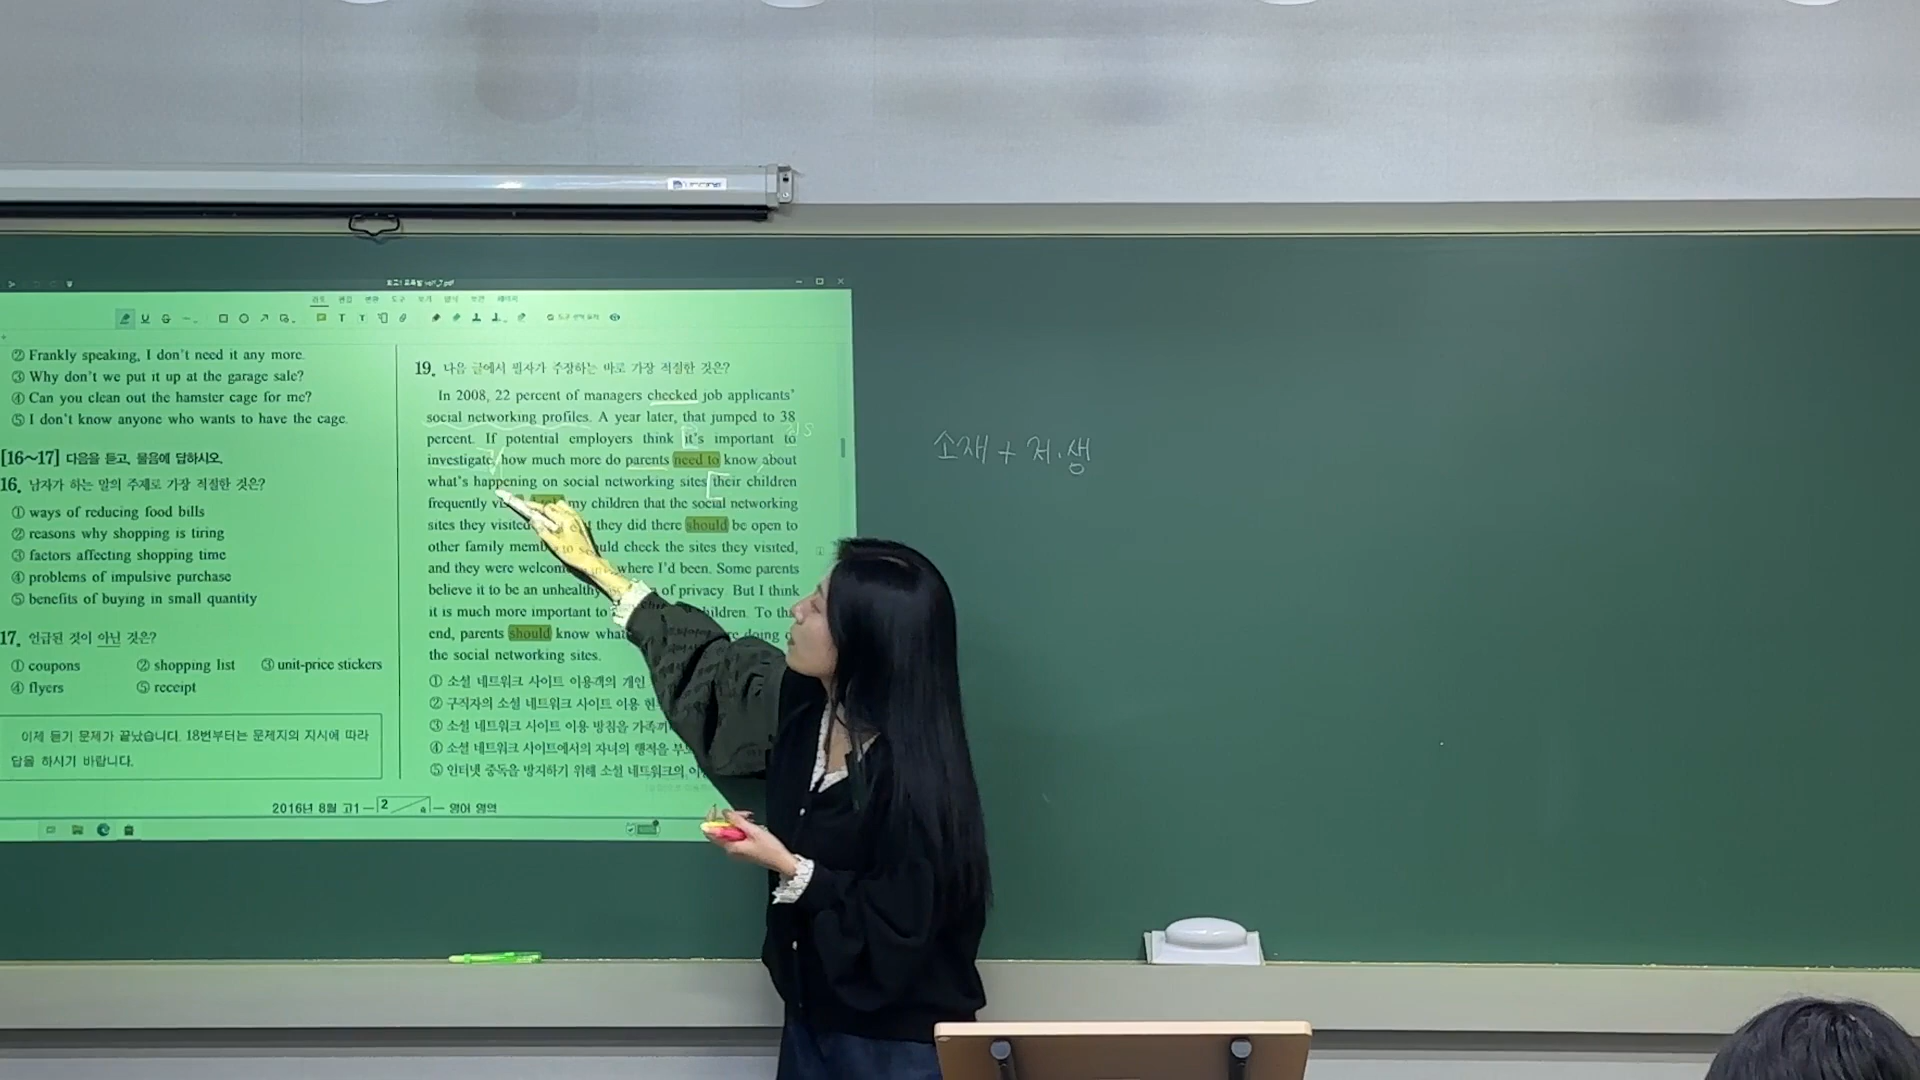 최고! 교육청 vol1_7.pdf
② Frankly speaking, I don't need it any more.
③ Why don't we put it up at the garage sale?
④ Can you clean out the hamster cage for me?
⑤ I don't know anyone who wants to have the cage.
[16~17] 다음을 듣고, 물음에 답하시오.
16. 남자가 하는 말의 주제로 가장 적절한 것은?
① ways of reducing food bills
② reasons why shopping is tiring
③ factors affecting shopping time
④ problems of impulsive purchase
⑤ benefits of buying in small quantity
17. 언급된 것이 아닌 것은?
① coupons ② shopping list ③ unit-price stickers
④ flyers ⑤ receipt
이제 듣기 문제가 끝났습니다. 18번부터는 문제지의 지시에 따라
답을 하시기 바랍니다.
19. 다음 글에서 필자가 주장하는 바로 가장 적절한 것은?
In 2008, 22 percent of managers checked job applicants'
social networking profiles. A year later, that jumped to 38
percent. If potential employers think it's important to
investigate, how much more do parents need to know about
what's happening on social networking sites their children
frequently my children that the social networking
sites they visited they did there should be open to
other family check the sites they visited,
and they were where I'd been. Some parents
believe it to be an unhealthy of privacy. But I think
it is much more important to To
end, parents should know doing
the social networking sites.
① 소셜 네트워크 사이트 이용객의 개인
② 구직자의 소셜 네트워크 사이트 이용
③ 소셜 네트워크 사이트 이용 방침을
④ 소셜 네트워크 사이트에서의 자녀의 행적을
⑤ 인터넷 중독을 방지하기 위해 소셜 네트워크의
2016년 8월 고1 — 2 — 영어 영역
소재 + 저.생